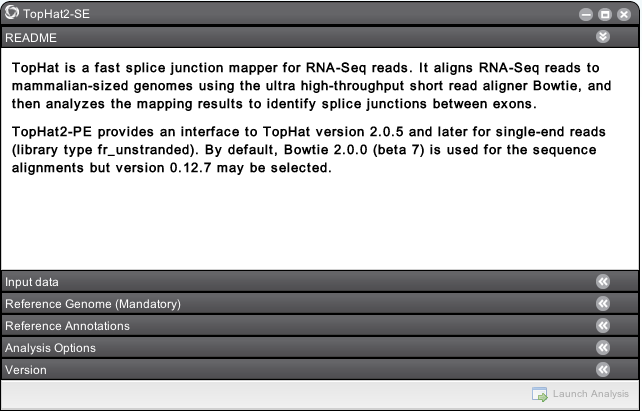 TopHat2-SE
README
TopHat is a fast splice junction mapper for RNA-Seq reads. It aligns RNA-Seq reads to
mammalian-sized genomes using the ultra high-throughput short read aligner Bowtie, and
then analyzes the mapping results to identify splice junctions between exons.
TopHat2-PE provides an interface to TopHat version 2.0.5 and later for single-end reads
(library type fr_unstranded). By default, Bowtie 2.0.0 (beta 7) is used for the sequence
alignments but version 0.12.7 may be selected.
Input data
Reference Genome (Mandatory)
Reference Annotations
Analysis Options
Version
Launch Analysis